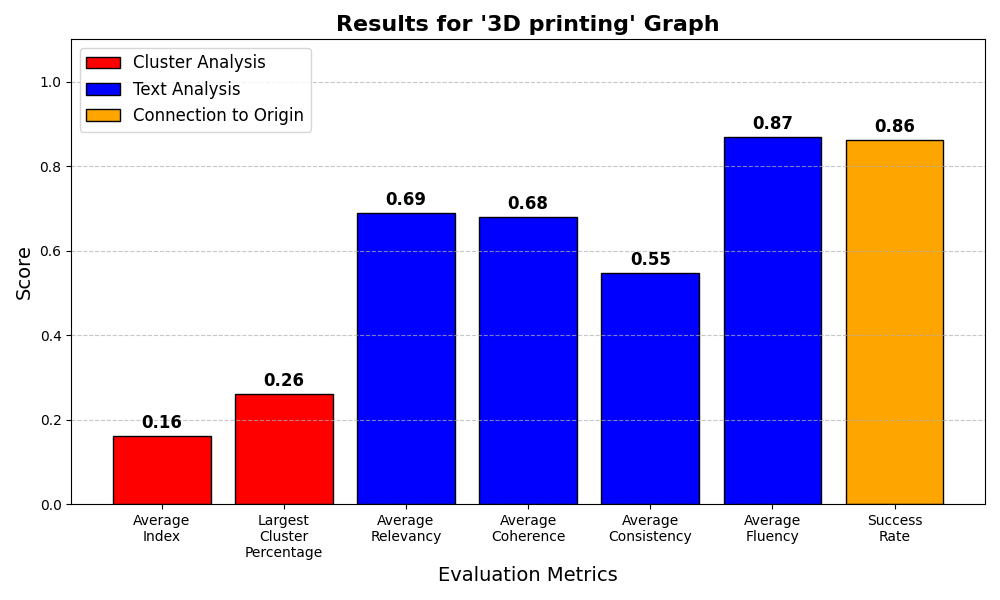 Results for '3D printing' Graph
Cluster Analysis
Text Analysis
Connection to Origin
Score
1.0
0.8
0.6
0.4
0.2
0.0
0.16
0.26
0.69
0.68
0.55
0.87
0.86
Average
Index
Largest
Cluster
Percentage
Average
Relevancy
Average
Coherence
Average
Consistency
Average
Fluency
Success
Rate
Evaluation Metrics